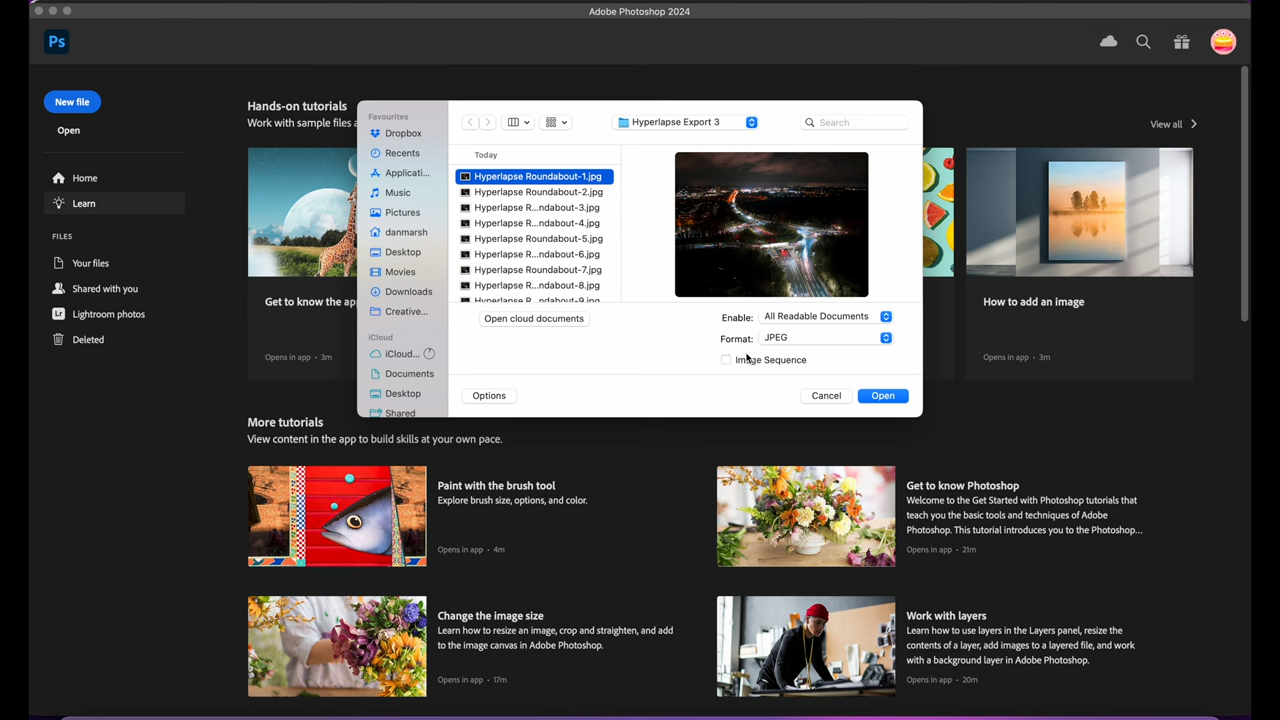 Adobe Photoshop 2024
Ps
New file
Open
Home
Learn
FILES
Your files
Shared with you
Lr Lightroom photos
Deleted
Hands-on tutorials
Work with sample files a
View all
Favourites
Dropbox
Recents
Applicati...
Music
Pictures
danmarsh
Desktop
Movies
Downloads
Creative...
iCloud
iCloud...
Documents
Desktop
Shared
Hyperlapse Export 3
Search
Today
Hyperlapse Roundabout-1.jpg
Hyperlapse Roundabout-2.jpg
Hyperlapse R...ndabout-3.jpg
Hyperlapse R...ndabout-4.jpg
Hyperlapse Roundabout-5.jpg
Hyperlapse R...ndabout-6.jpg
Hyperlapse Roundabout-7.jpg
Hyperlapse R...ndabout-8.jpg
Hyperlapse R...ndabout-9.jpg
Open cloud documents
Enable: All Readable Documents
Format: JPEG
Image Sequence
Options
Cancel
Open
Get to know the ap
Opens in app • 3m
How to add an image
Opens in app • 3m
More tutorials
View content in the app to build skills at your own pace.
Paint with the brush tool
Explore brush size, options, and color.
Opens in app • 4m
Get to know Photoshop
Welcome to the Get Started with Photoshop tutorials that
teach you the basic tools and techniques of Adobe
Photoshop. This tutorial introduces you to the Photoshop...
Opens in app • 21m
Change the image size
Learn how to resize an image, crop and straighten, and add
to the image canvas in Adobe Photoshop.
Opens in app • 17m
Work with layers
Learn how to use layers in the Layers panel, resize the
contents of a layer, add images to a layered file, and work
with a background layer in Adobe Photoshop.
Opens in app • 20m